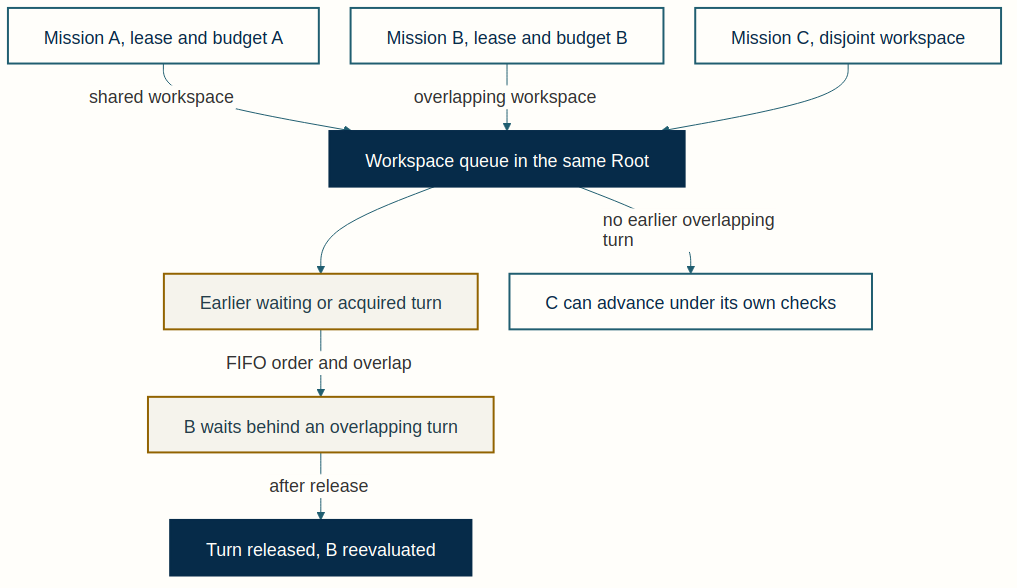 Mission A, lease and budget A
Mission B, lease and budget B
Mission C, disjoint workspace
shared workspace
overlapping workspace
Workspace queue in the same Root
no earlier overlapping
turn
Earlier waiting or acquired turn
C can advance under its own checks
FIFO order and overlap
B waits behind an overlapping turn
after release
Turn released, B reevaluated